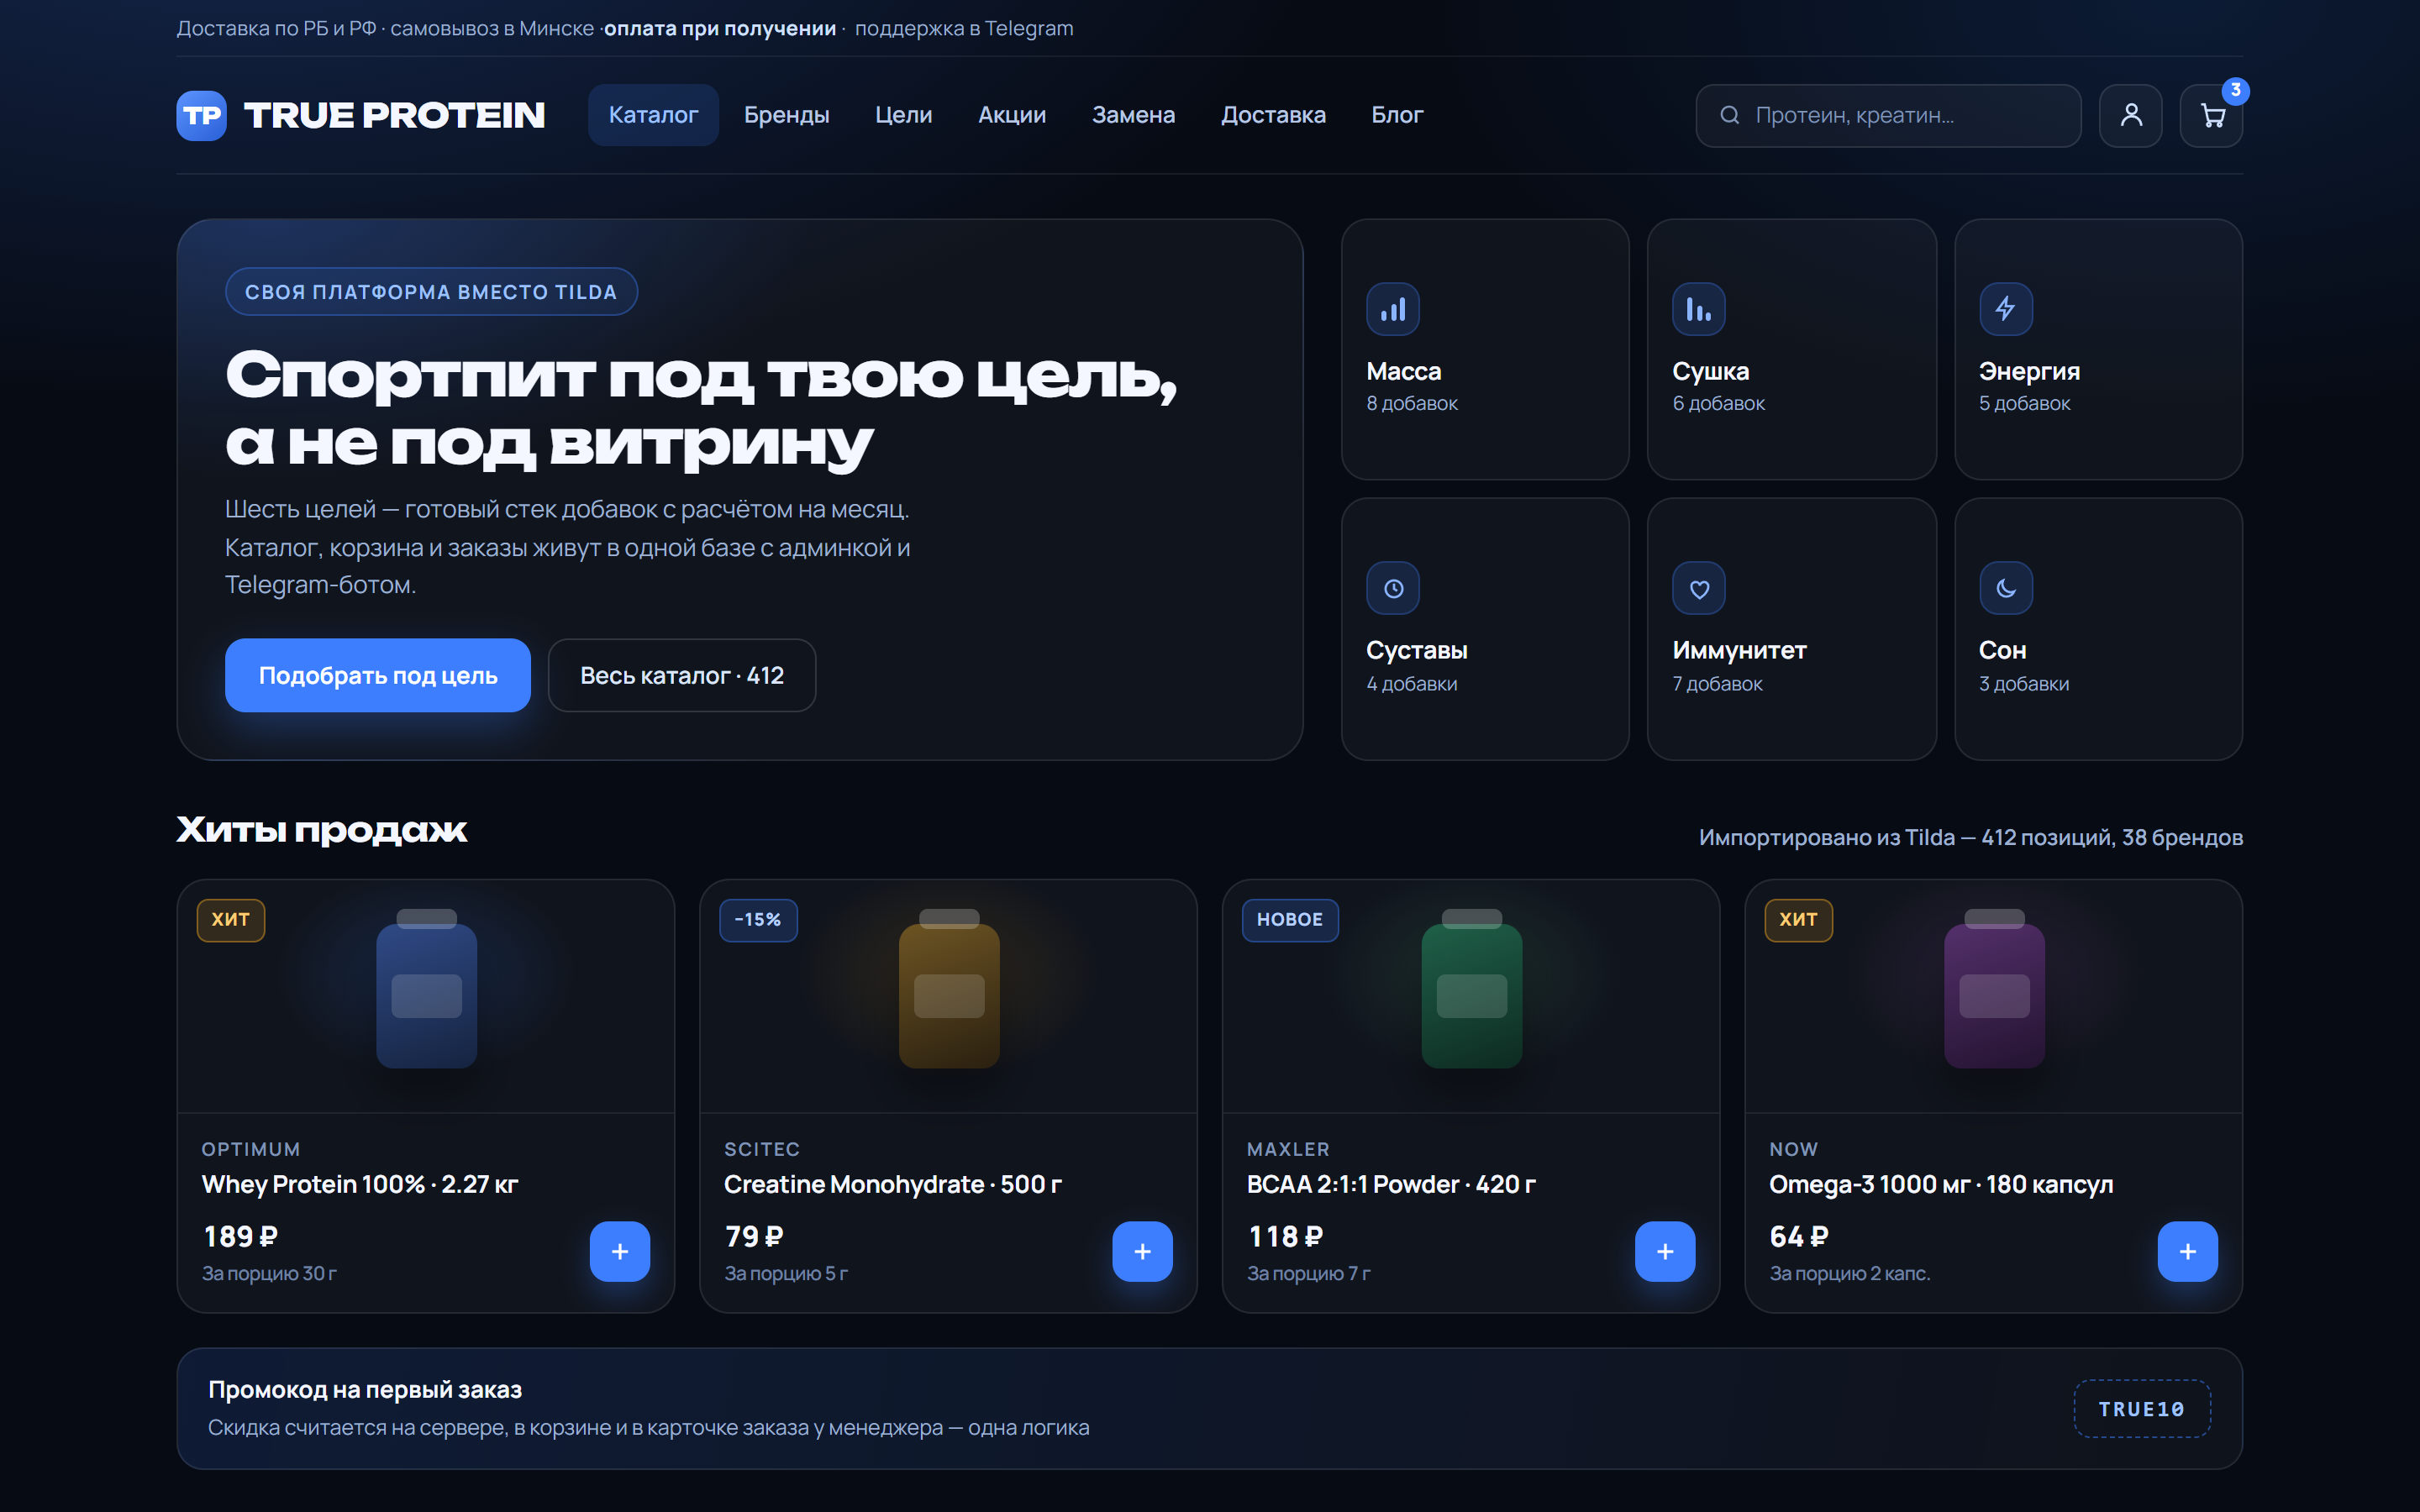 Доставка по РБ и РФ · самовывоз в Минске ·оплата при получении · поддержка в Telegram
TP TRUE PROTEIN Каталог Бренды Цели Акции Замена Доставка Блог Протеин, креатин... 3
СВОЯ ПЛАТФОРМА ВМЕСТО TILDA
Спортпит под твою цель,
а не под витрину
Шесть целей — готовый стек добавок с расчётом на месяц.
Каталог, корзина и заказы живут в одной базе с админкой и
Telegram-ботом.
Подобрать под цель Весь каталог · 412
Масса
8 добавок
Сушка
6 добавок
Энергия
5 добавок
Суставы
4 добавки
Иммунитет
7 добавок
Сон
3 добавки
Хиты продаж
Импортировано из Tilda — 412 позиций, 38 брендов
ХИТ
OPTIMUM
Whey Protein 100% · 2.27 кг
189 ₽
За порцию 30 г
+
−15%
SCITEC
Creatine Monohydrate · 500 г
79 ₽
За порцию 5 г
+
НОВОЕ
MAXLER
BCAA 2:1:1 Powder · 420 г
118 ₽
За порцию 7 г
+
ХИТ
NOW
Omega-3 1000 мг · 180 капсул
64 ₽
За порцию 2 капс.
+
Промокод на первый заказ
Скидка считается на сервере, в корзине и в карточке заказа у менеджера — одна логика
TRUE10